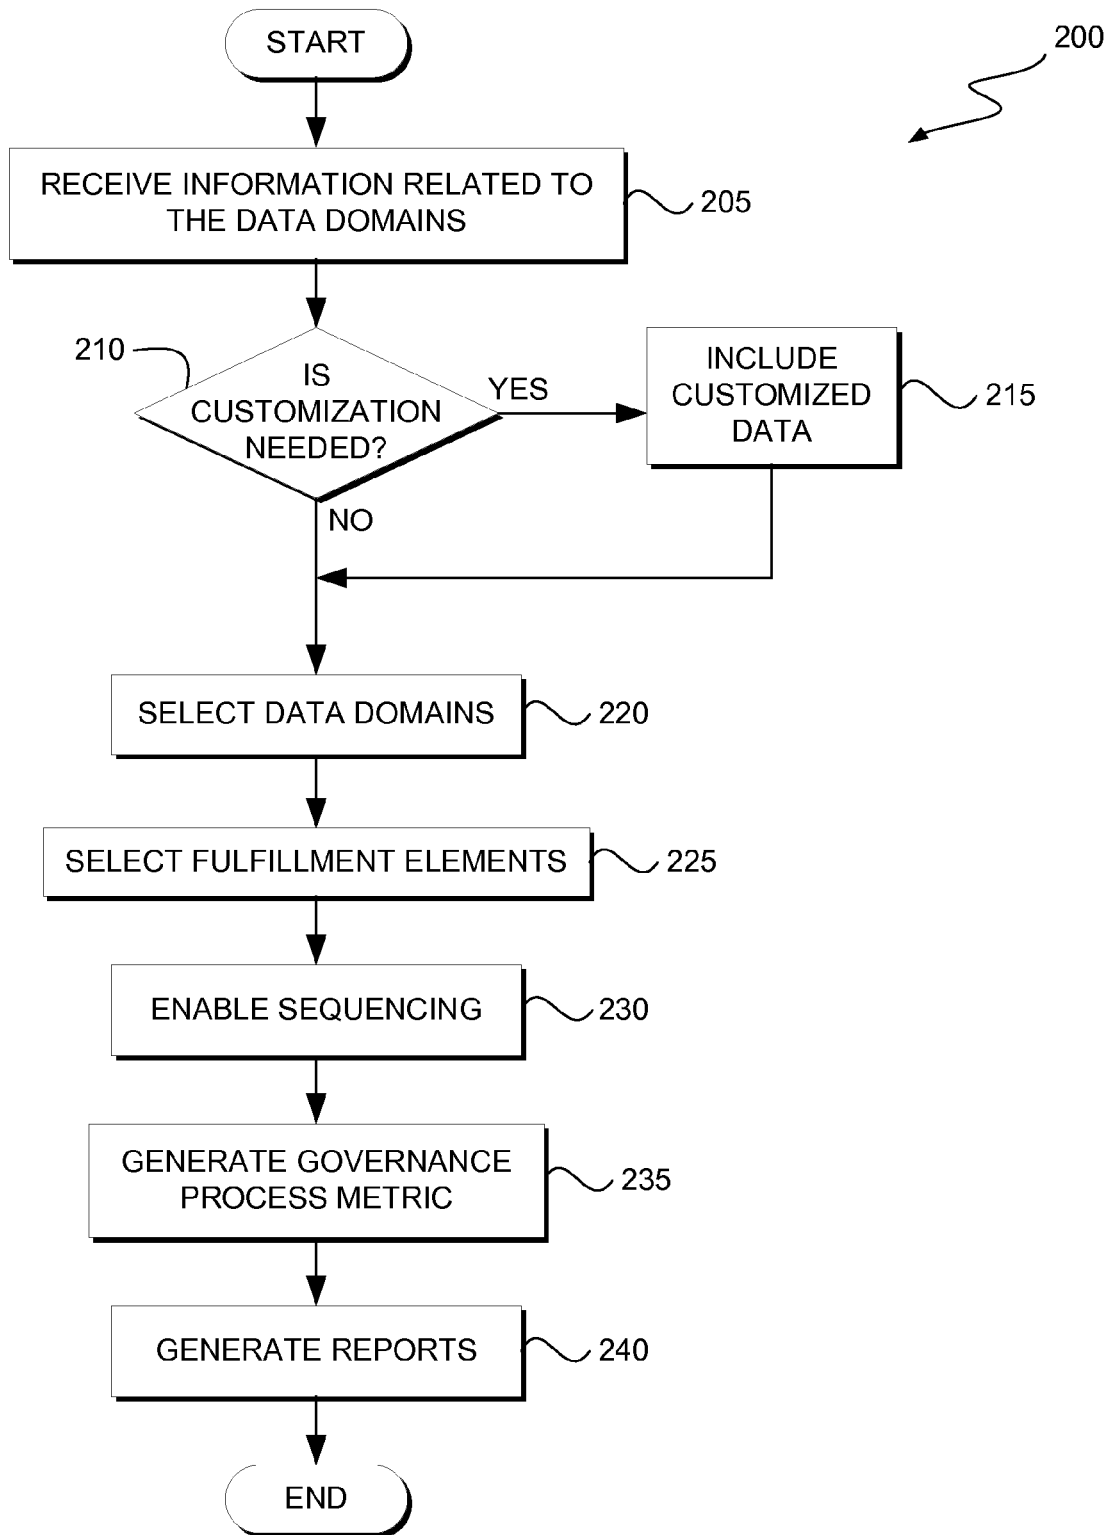 START
200
RECEIVE INFORMATION RELATED TO
THE DATA DOMAINS
205
210
IS
CUSTOMIZATION
NEEDED?
YES
INCLUDE
CUSTOMIZED
DATA
215
NO
SELECT DATA DOMAINS
220
SELECT FULFILLMENT ELEMENTS
225
ENABLE SEQUENCING
230
GENERATE GOVERNANCE
PROCESS METRIC
235
GENERATE REPORTS
240
END